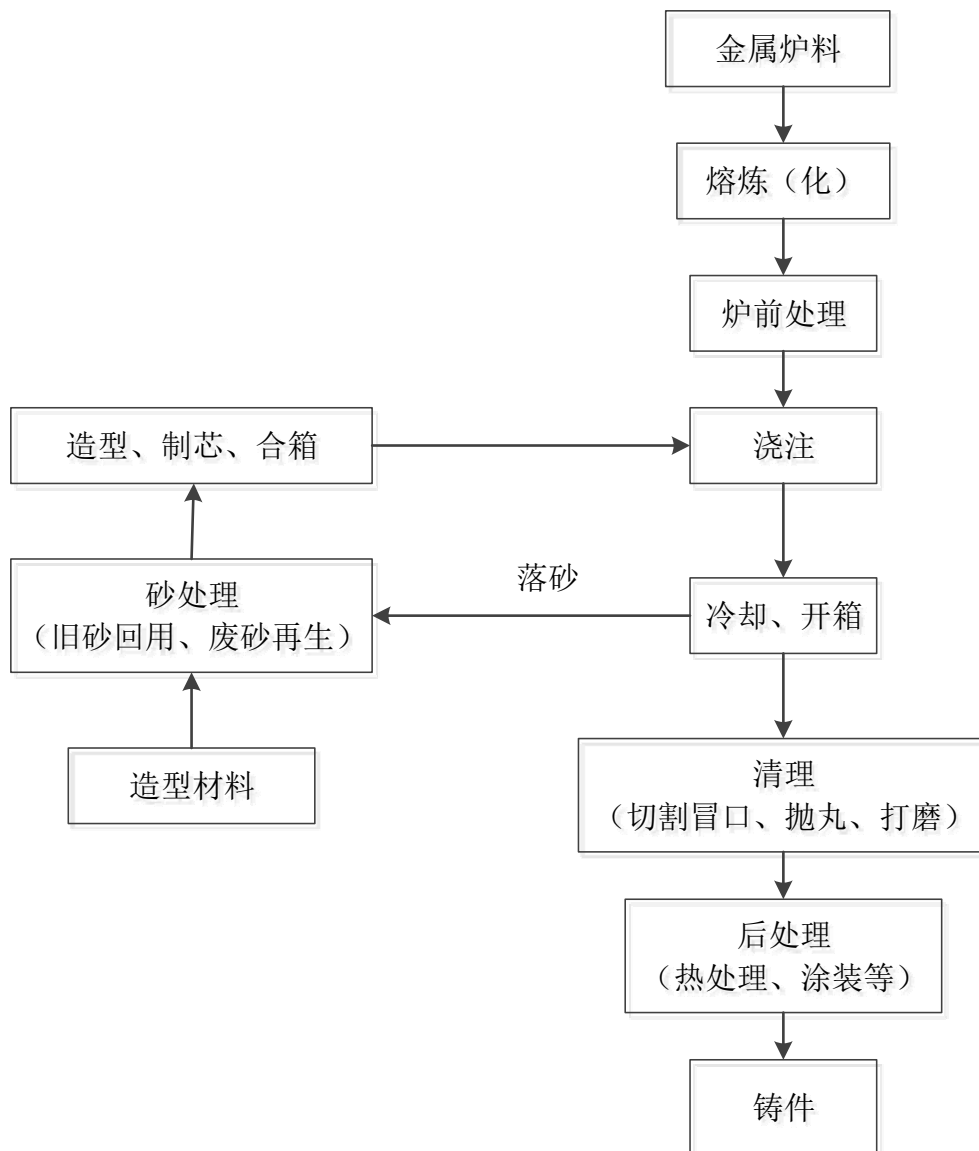 金属炉料
熔炼（化）
炉前处理
造型、制芯、合箱
浇注
落砂
砂处理
（旧砂回用、废砂再生）
冷却、开箱
造型材料
清理
（切割冒口、抛丸、打磨）
后处理
（热处理、涂装等）
铸件